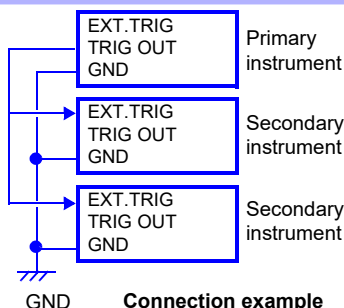 EXT.TRIG
TRIG OUT
GND
Primary
instrument
EXT.TRIG
TRIG OUT
GND
Secondary
instrument
EXT.TRIG
TRIG OUT
GND
Secondary
instrument
GND
Connection example